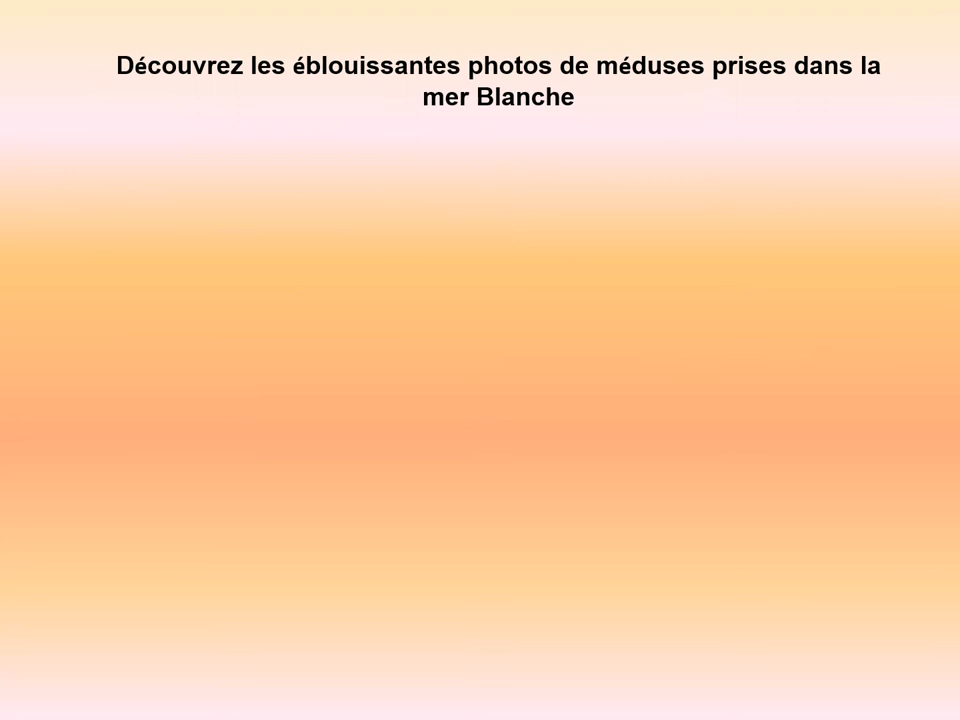 Découvrez les éblouissantes photos de méduses prises dans la
mer Blanche